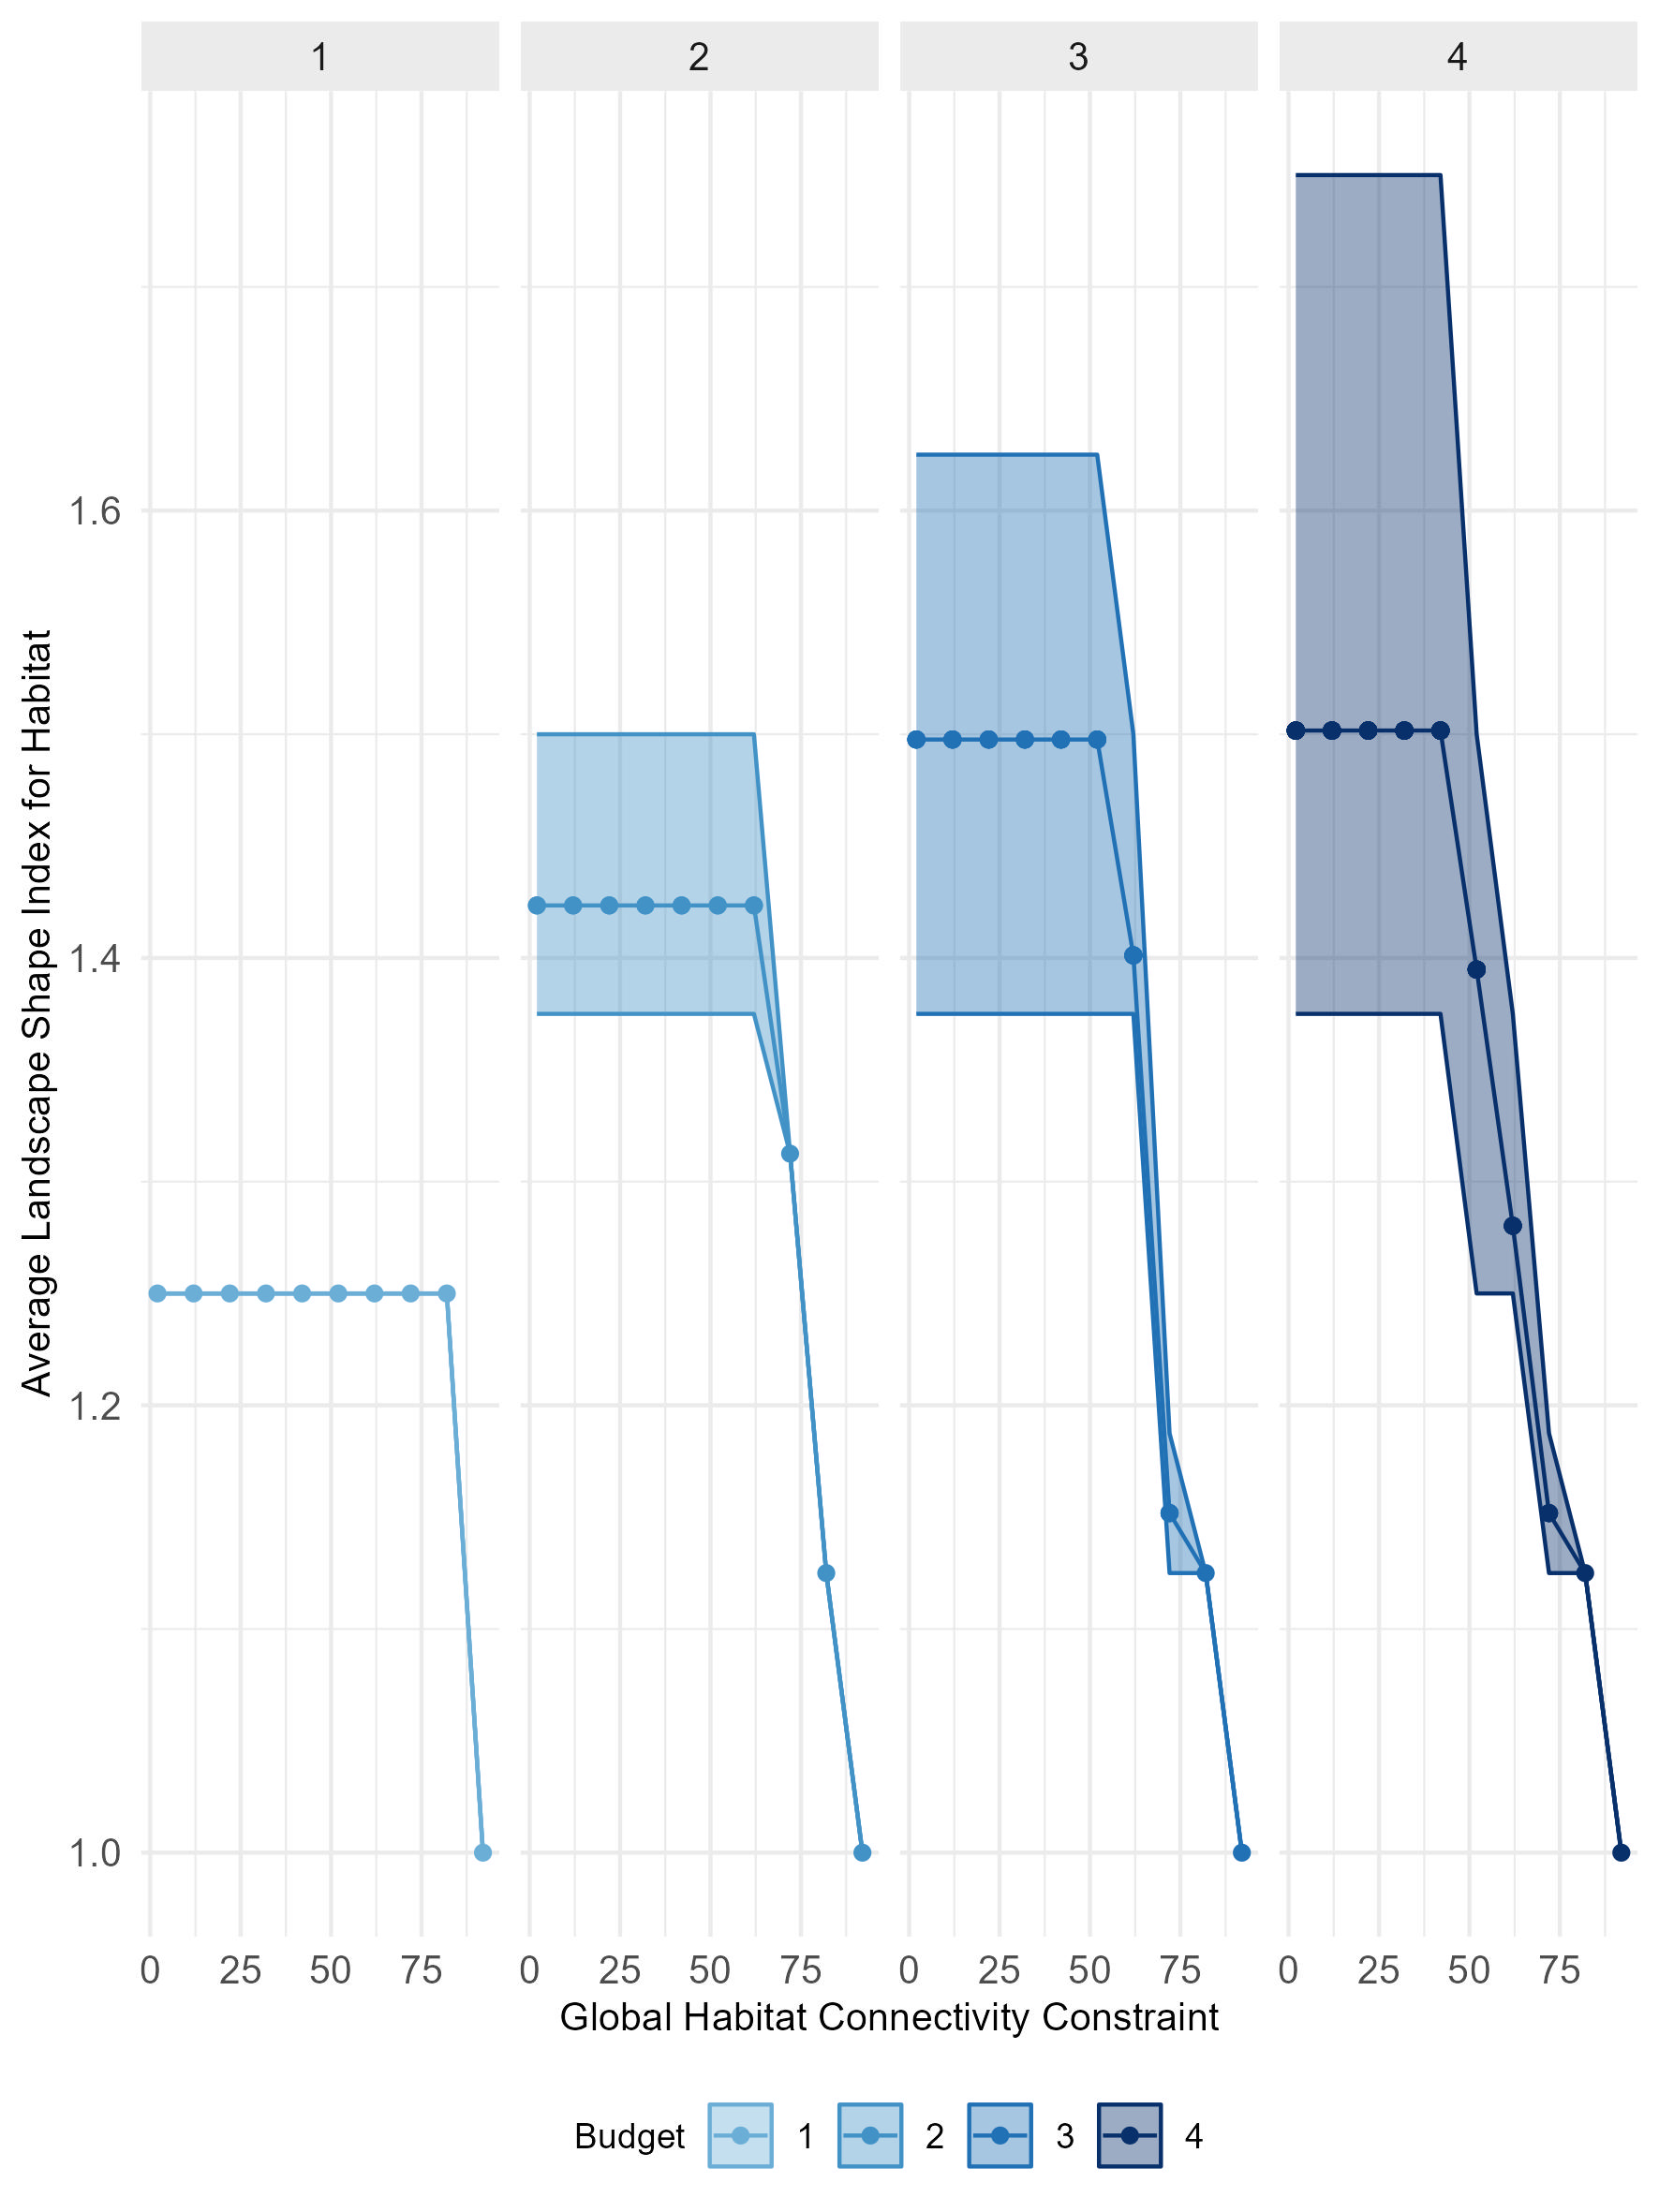 1 2 3 4
Average Landscape Shape Index for Habitat
1.6
1.4
1.2
1.0
0 25 50 75 0 25 50 75 0 25 50 75 0 25 50 75
Global Habitat Connectivity Constraint
Budget 1 2 3 4